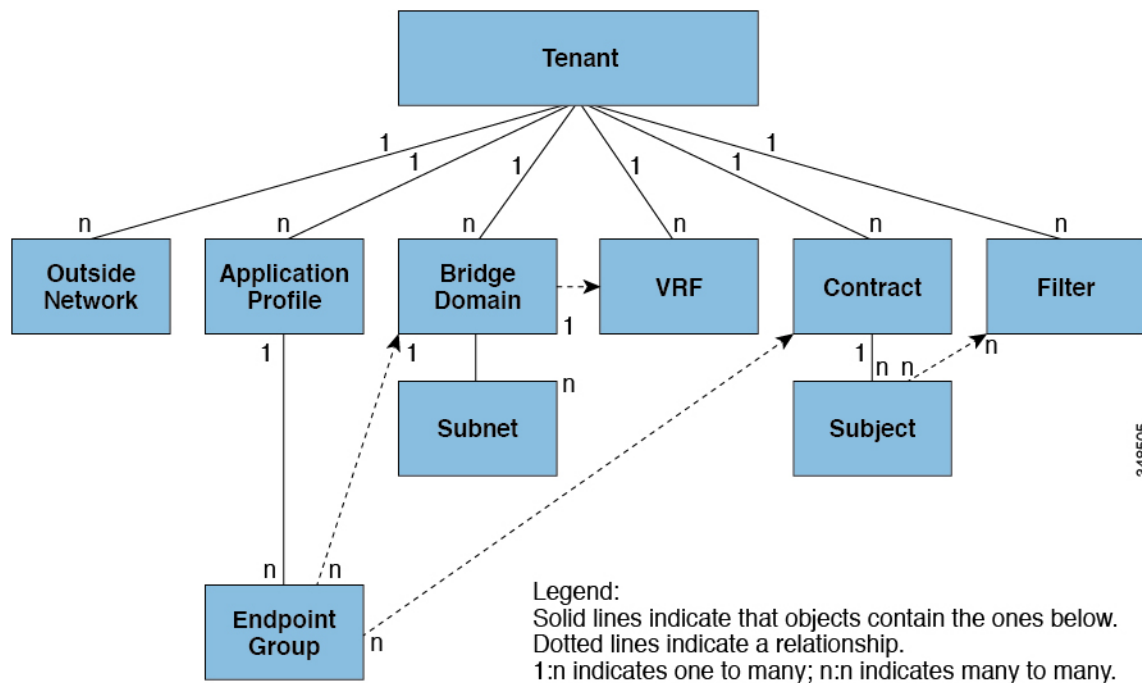 Tenant
1
1
1
1
1
1
n
n
n
n
n
n
Outside
Network
Application
Profile
Bridge
Domain
VRF
Contract
Filter
1
1
1
n
1
n
n
n
Subnet
Subject
n
n
Endpoint
Group
n
348505
Legend:
Solid lines indicate that objects contain the ones below.
Dotted lines indicate a relationship.
1:n indicates one to many; n:n indicates many to many.